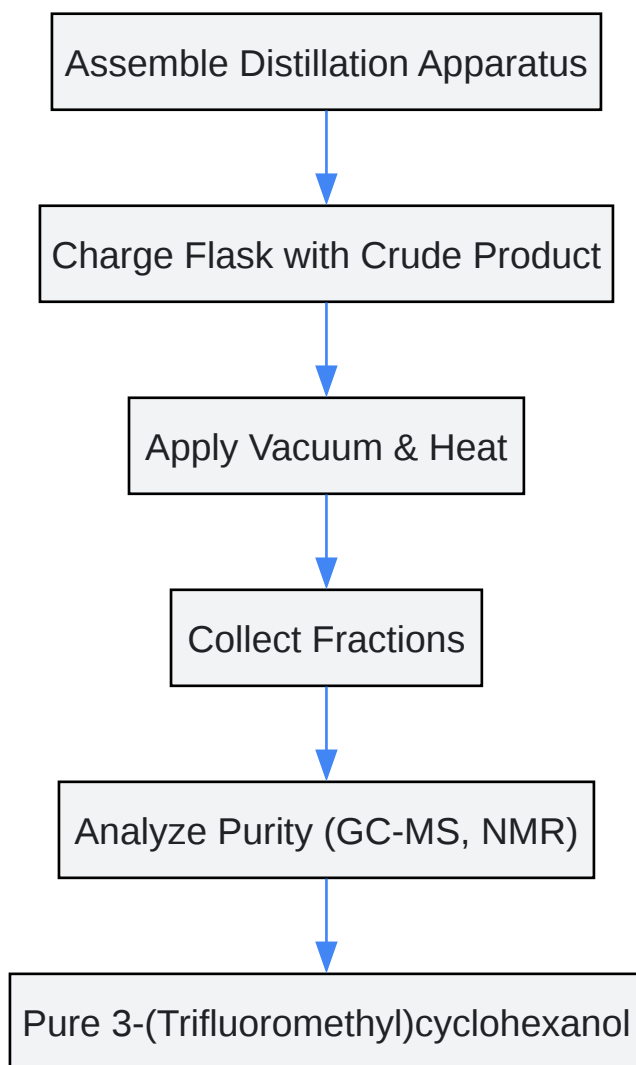 Assemble Distillation Apparatus
Charge Flask with Crude Product
Apply Vacuum & Heat
Collect Fractions
Analyze Purity (GC-MS, NMR)
Pure 3-(Trifluoromethyl)cyclohexanol